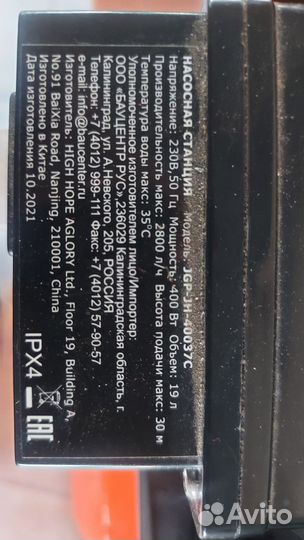 НАСОСНАЯ СТАНЦИЯ Модель: JGP-JH-40037C
Напряжение: 230В, 50 Гц Мощность: 400 Вт Объем: 19 л
Производительность макс: 2800 л/ч Высота подачи макс: 30 м
Температура воды макс: 35°С
Уполномоченное изготовителем лицо/Импортер:
ООО «БАУЦЕНТР РУС», 236029 Калининградская область, г.
Калининград, ул. А.Невского, 205, РОССИЯ
Телефон: +7 (4012) 999-111 Факс: +7 (4012) 57-90-57
e-mail: info@baucenter.ru
Изготовитель: HIGH HOPE AGLORY Ltd., Floor 19, Building A,
No:91 BaiXia Road, Nanjing, 210001, China
Изготовлено в Китае
Дата изготовления 10.2021
IPX4
EAC
Avito